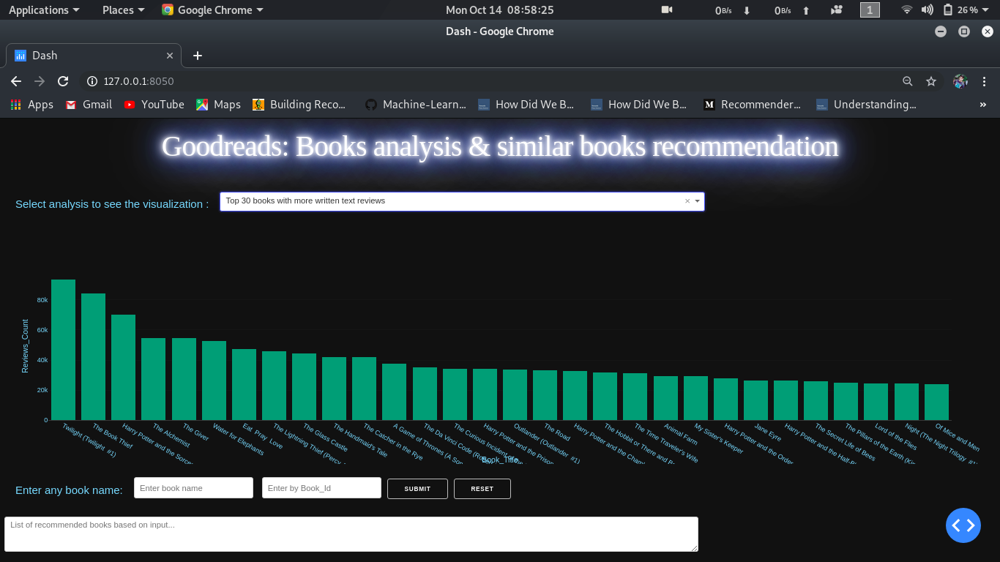 Applications Places Google Chrome Mon Oct 14 08:58:25 0B/s 0B/s 1 26 %
Dash - Google Chrome
Dash
127.0.0.1:8050
Apps Gmail YouTube Maps Building Reco... Machine-Learn... How Did We B... How Did We B... Recommender... Understanding... »
Goodreads: Books analysis & similar books recommendation
Select analysis to see the visualization :
Top 30 books with more written text reviews
80k
60k
40k
20k
0
Reviews_Count
Twilight (Twilight #1)
The Book Thief
Harry Potter and the Sorcer
The Alchemist
The Giver
Water for Elephants
Eat Pray Love
The Lightning Thief (Percy
The Glass Castle
The Handmaid's Tale
The Catcher in the Rye
A Game of Thrones (A Son
The Da Vinci Code (Ro
The Curious Incident
Harry Potter and the Prison
Outlander (Outlander #1)
The Road
Harry Potter and the Cham
The Hobbit or There and B
The Time Traveler's Wife
Animal Farm
My Sister's Keeper
Harry Potter and the Order
Jane Eyre
Harry Potter and the Half-B
The Secret Life of Bees
The Pillars of the Earth (Ki
Lord of the Flies
Night (The Night Trilogy #1
Of Mice and Men
Book_Title
Enter any book name:
Enter book name
Enter by Book_Id
SUBMIT
RESET
List of recommended books based on input...